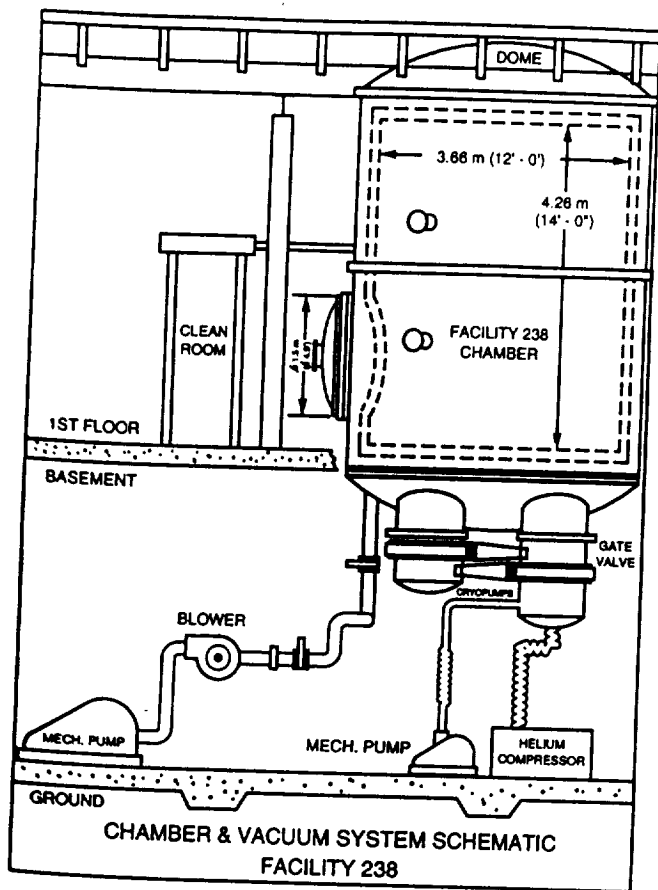 DOME
3.66 m (12' - 0')
4.26 m
(14' - 0")
CLEAN
ROOM
FACILITY 238
CHAMBER
1ST FLOOR
BASEMENT
GATE
VALVE
CRYOPUMPS
BLOWER
MECH. PUMP
MECH. PUMP
HELIUM
COMPRESSOR
GROUND
CHAMBER & VACUUM SYSTEM SCHEMATIC
FACILITY 238